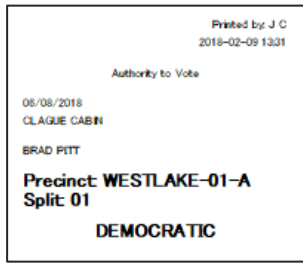 Printed by: J C
2018-02-09 13:31
Authority to Vote
06/08/2018
CLAGUE CABIN
BRAD PITT
Precinct: WESTLAKE-01-A
Split: 01
DEMOCRATIC